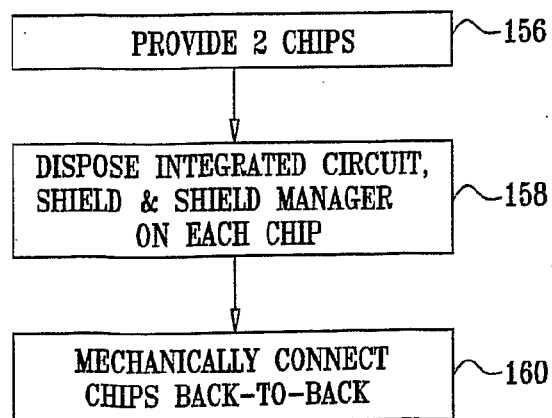 PROVIDE 2 CHIPS
156
DISPOSE INTEGRATED CIRCUIT,
SHIELD & SHIELD MANAGER
ON EACH CHIP
158
MECHANICALLY CONNECT
CHIPS BACK-TO-BACK
160